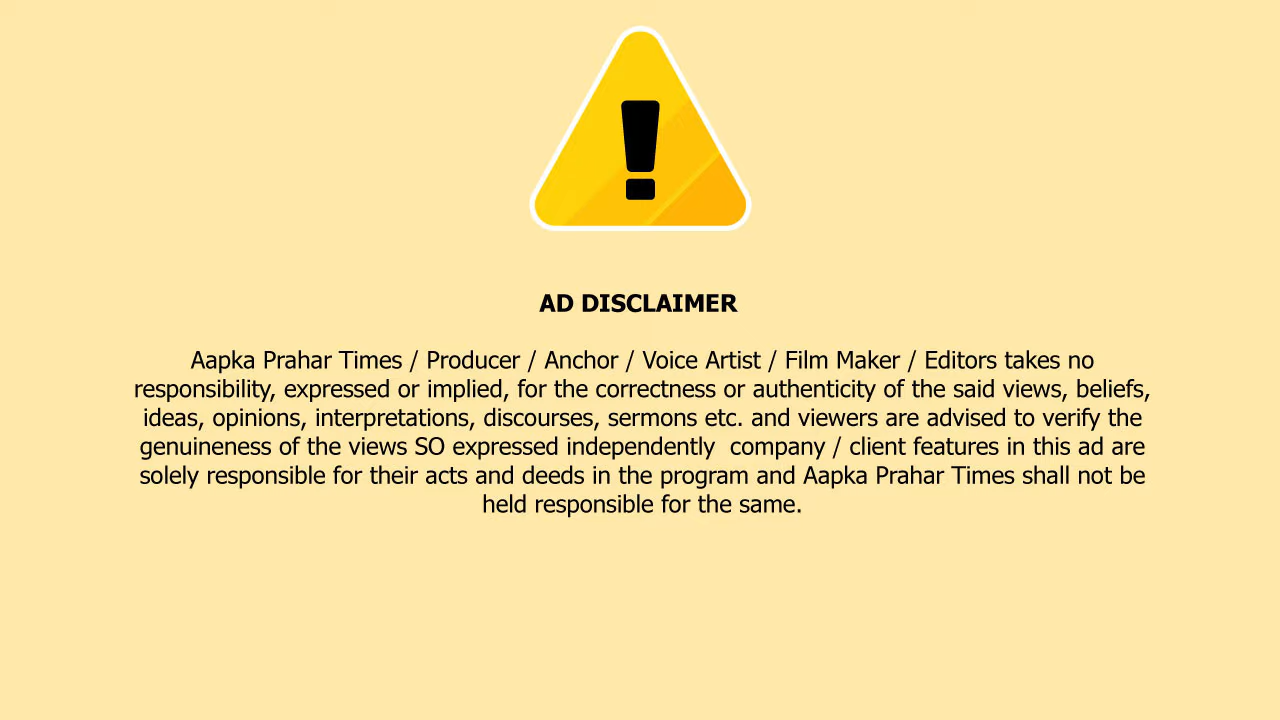 AD DISCLAIMER
Aapka Prahar Times / Producer / Anchor / Voice Artist / Film Maker / Editors takes no
responsibility, expressed or implied, for the correctness or authenticity of the said views, beliefs,
ideas, opinions, interpretations, discourses, sermons etc. and viewers are advised to verify the
genuineness of the views SO expressed independently  company / client features in this ad are
solely responsible for their acts and deeds in the program and Aapka Prahar Times shall not be
held responsible for the same.